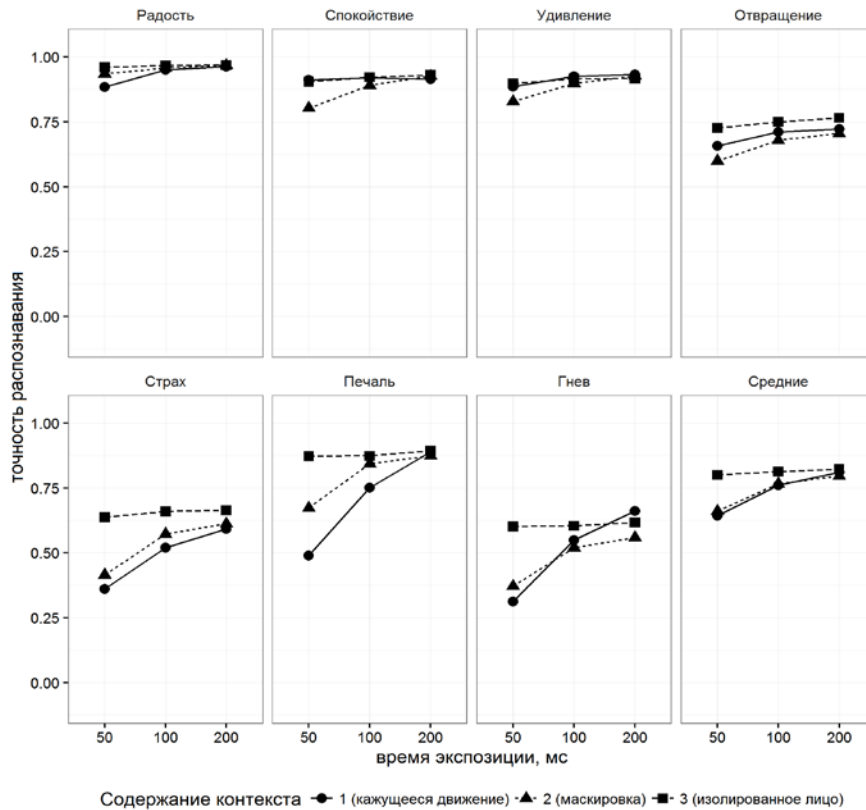 Радость Спокойствие Удивление Отвращение
1.00
0.75
0.50
0.25
0.00
точность распознавания
Страх Печаль Гнев Средние
1.00
0.75
0.50
0.25
0.00
50 100 200 50 100 200 50 100 200 50 100 200
время экспозиции, мс
Содержание контекста 1 (кажущееся движение) 2 (маскировка) 3 (изолированное лицо)